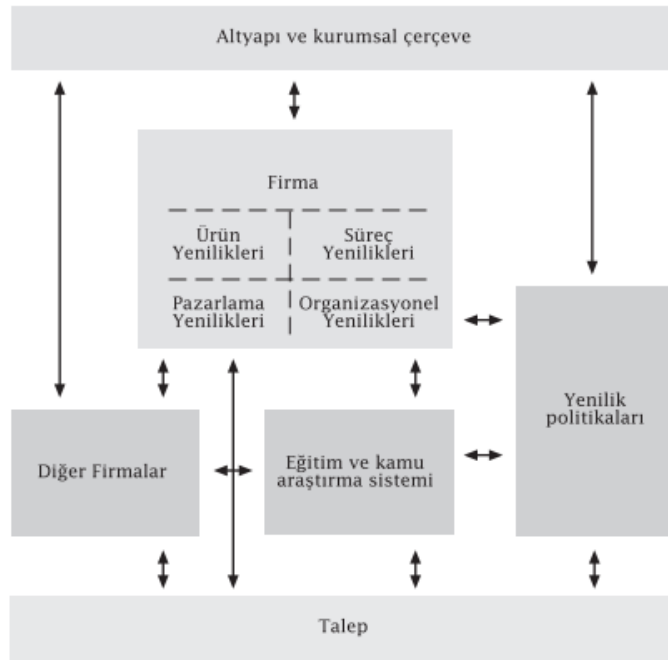 Altyapı ve kurumsal çerçeve
Firma
Ürün
Yenilikleri
Süreç
Yenilikleri
Pazarlama
Yenilikleri
Organizasyonel
Yenilikleri
Yenilik
politikaları
Diğer Firmalar
Eğitim ve kamu
araştırma sistemi
Talep